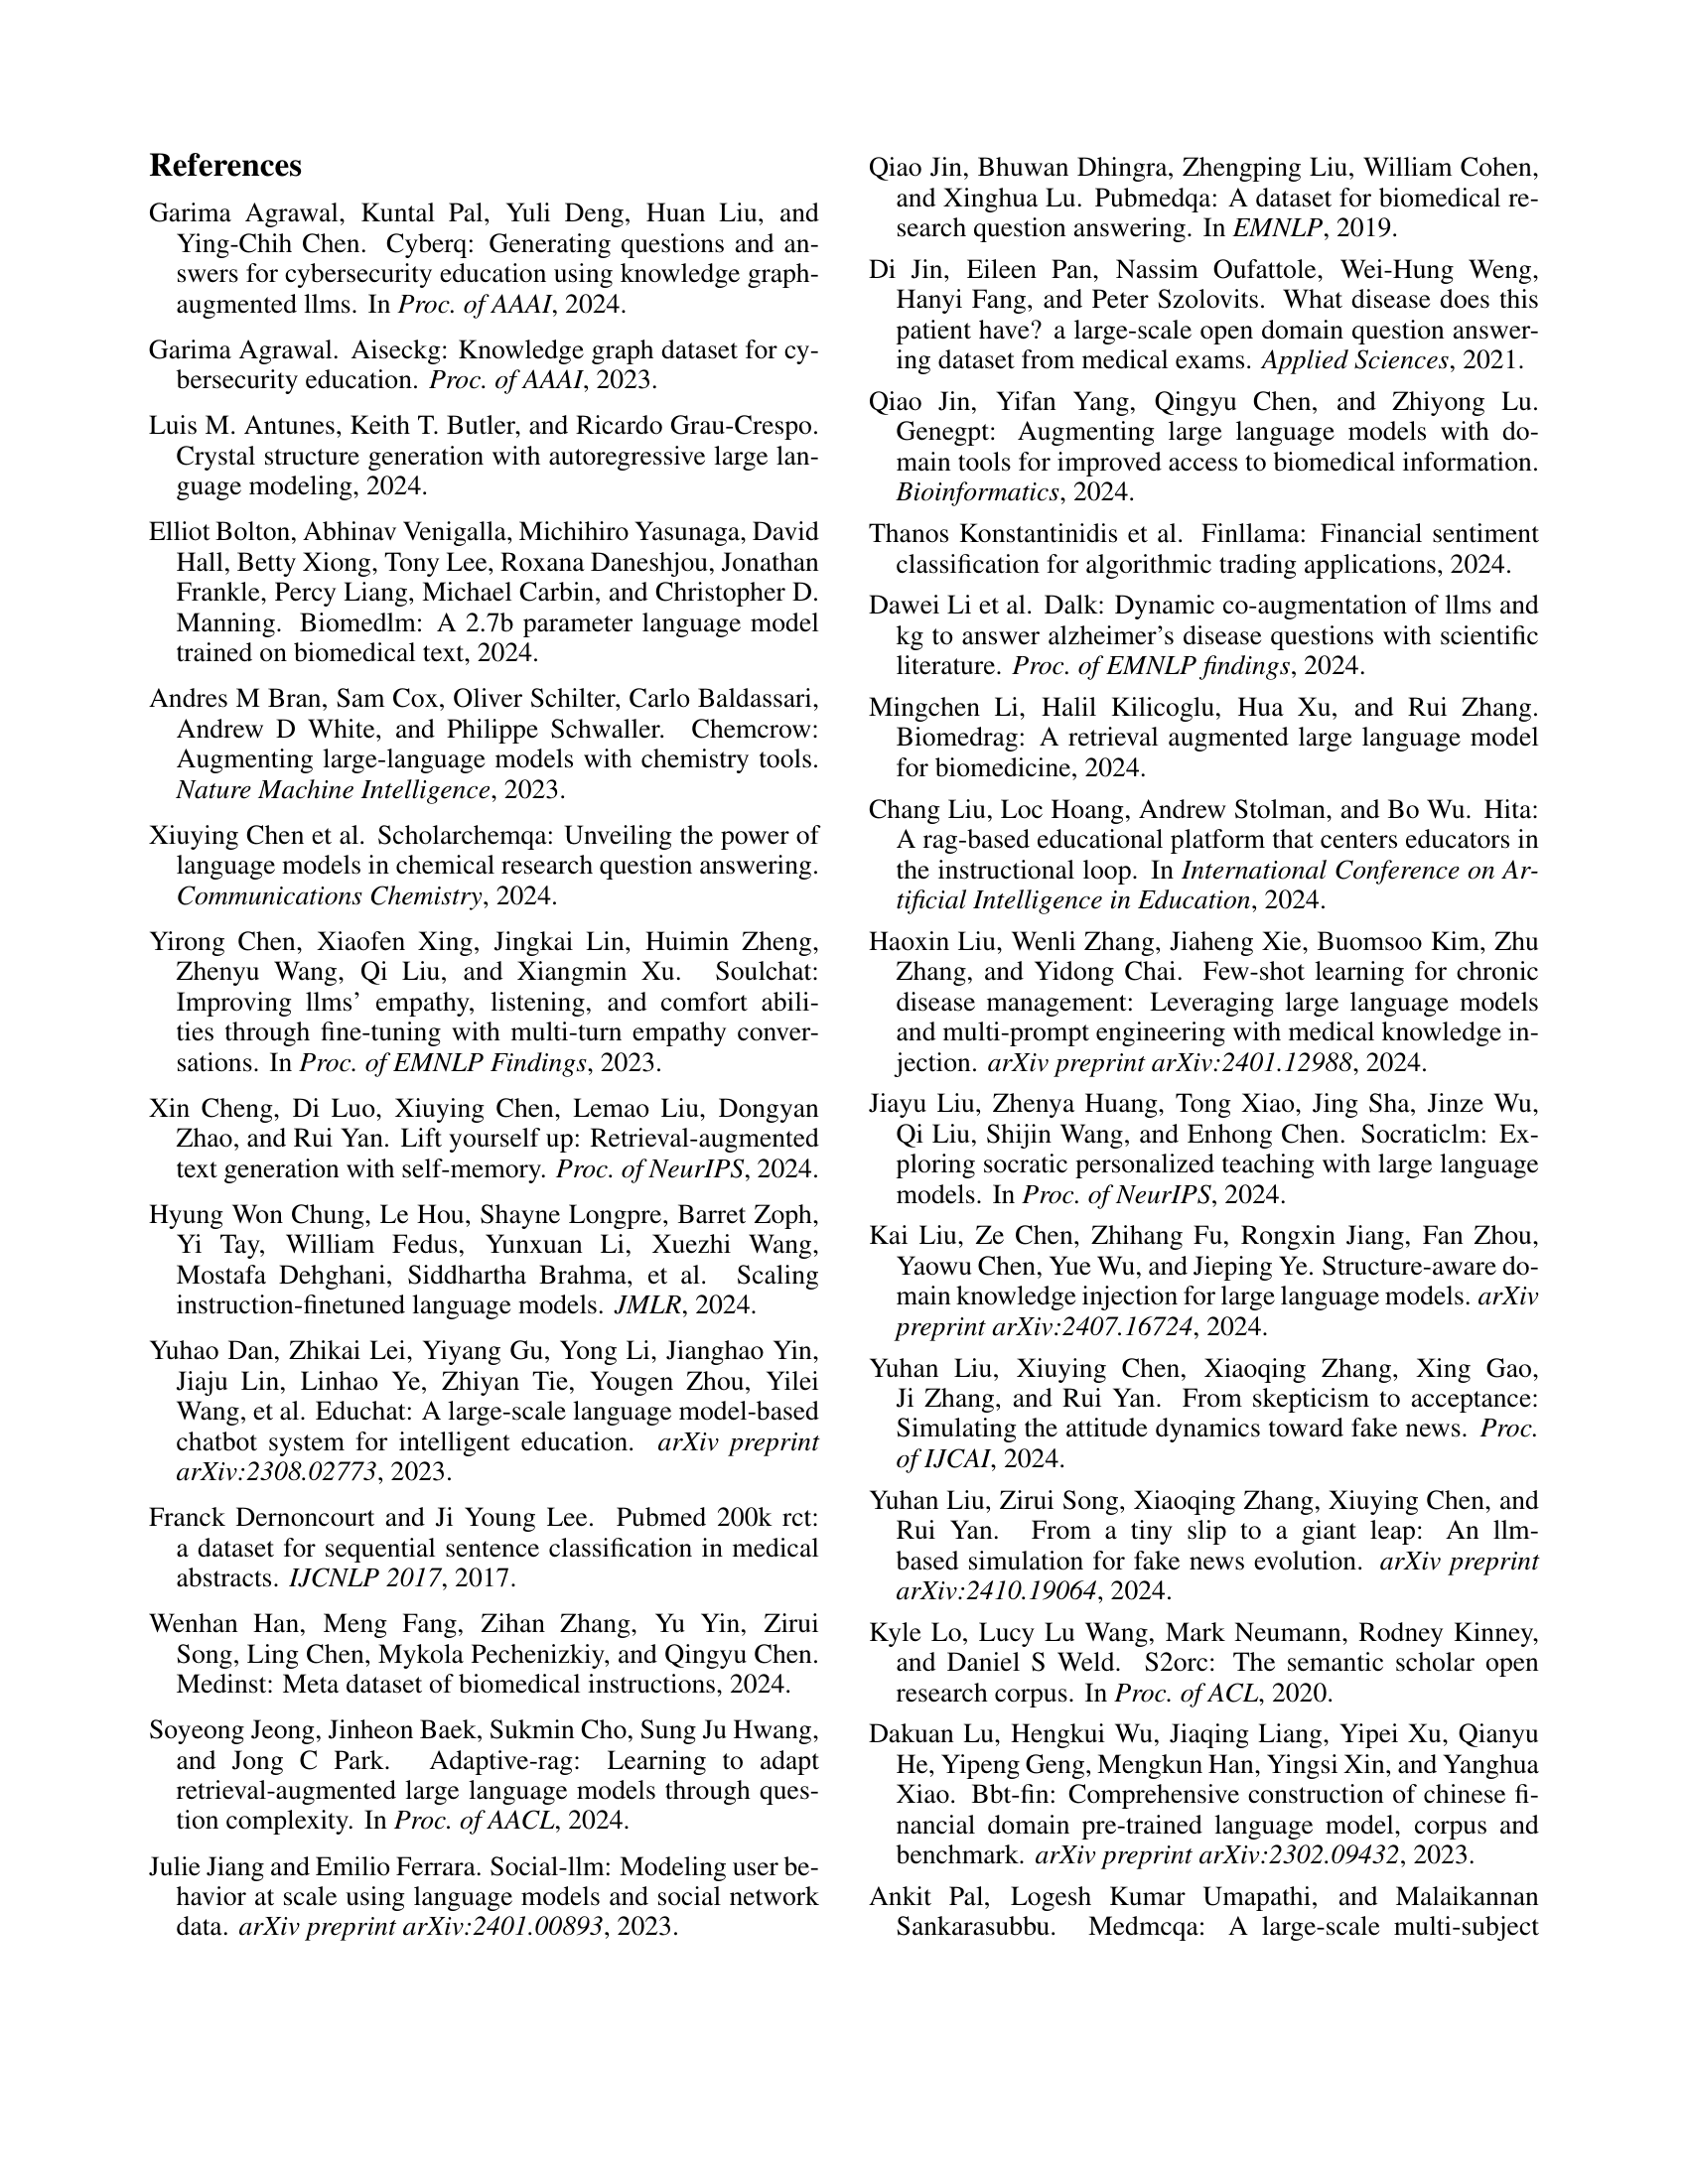 References
Garima Agrawal, Kuntal Pal, Yuli Deng, Huan Liu, and
Ying-Chih Chen. Cyberq: Generating questions and an-
swers for cybersecurity education using knowledge graph-
augmented llms. In Proc. of AAAI, 2024.
Garima Agrawal. Aiseckg: Knowledge graph dataset for cy-
bersecurity education. Proc. of AAAI, 2023.
Luis M. Antunes, Keith T. Butler, and Ricardo Grau-Crespo.
Crystal structure generation with autoregressive large lan-
guage modeling, 2024.
Elliot Bolton, Abhinav Venigalla, Michihiro Yasunaga, David
Hall, Betty Xiong, Tony Lee, Roxana Daneshjou, Jonathan
Frankle, Percy Liang, Michael Carbin, and Christopher D.
Manning. Biomedlm: A 2.7b parameter language model
trained on biomedical text, 2024.
Andres M Bran, Sam Cox, Oliver Schilter, Carlo Baldassari,
Andrew D White, and Philippe Schwaller. Chemcrow:
Augmenting large-language models with chemistry tools.
Nature Machine Intelligence, 2023.
Xiuying Chen et al. Scholarchemqa: Unveiling the power of
language models in chemical research question answering.
Communications Chemistry, 2024.
Yirong Chen, Xiaofen Xing, Jingkai Lin, Huimin Zheng,
Zhenyu Wang, Qi Liu, and Xiangmin Xu. Soulchat:
Improving llms' empathy, listening, and comfort abili-
ties through fine-tuning with multi-turn empathy conver-
sations. In Proc. of EMNLP Findings, 2023.
Xin Cheng, Di Luo, Xiuying Chen, Lemao Liu, Dongyan
Zhao, and Rui Yan. Lift yourself up: Retrieval-augmented
text generation with self-memory. Proc. of NeurIPS, 2024.
Hyung Won Chung, Le Hou, Shayne Longpre, Barret Zoph,
Yi Tay, William Fedus, Yunxuan Li, Xuezhi Wang,
Mostafa Dehghani, Siddhartha Brahma, et al. Scaling
instruction-finetuned language models. JMLR, 2024.
Yuhao Dan, Zhikai Lei, Yiyang Gu, Yong Li, Jianghao Yin,
Jiaju Lin, Linhao Ye, Zhiyan Tie, Yougen Zhou, Yilei
Wang, et al. Educhat: A large-scale language model-based
chatbot system for intelligent education. arXiv preprint
arXiv:2308.02773, 2023.
Franck Dernoncourt and Ji Young Lee. Pubmed 200k rct:
a dataset for sequential sentence classification in medical
abstracts. IJCNLP 2017, 2017.
Wenhan Han, Meng Fang, Zihan Zhang, Yu Yin, Zirui
Song, Ling Chen, Mykola Pechenizkiy, and Qingyu Chen.
Medinst: Meta dataset of biomedical instructions, 2024.
Soyeong Jeong, Jinheon Baek, Sukmin Cho, Sung Ju Hwang,
and Jong C Park. Adaptive-rag: Learning to adapt
retrieval-augmented large language models through ques-
tion complexity. In Proc. of AACL, 2024.
Julie Jiang and Emilio Ferrara. Social-llm: Modeling user be-
havior at scale using language models and social network
data. arXiv preprint arXiv:2401.00893, 2023.
Qiao Jin, Bhuwan Dhingra, Zhengping Liu, William Cohen,
and Xinghua Lu. Pubmedqa: A dataset for biomedical re-
search question answering. In EMNLP, 2019.
Di Jin, Eileen Pan, Nassim Oufattole, Wei-Hung Weng,
Hanyi Fang, and Peter Szolovits. What disease does this
patient have? a large-scale open domain question answer-
ing dataset from medical exams. Applied Sciences, 2021.
Qiao Jin, Yifan Yang, Qingyu Chen, and Zhiyong Lu.
Genegpt: Augmenting large language models with do-
main tools for improved access to biomedical information.
Bioinformatics, 2024.
Thanos Konstantinidis et al. Finllama: Financial sentiment
classification for algorithmic trading applications, 2024.
Dawei Li et al. Dalk: Dynamic co-augmentation of llms and
kg to answer alzheimer's disease questions with scientific
literature. Proc. of EMNLP findings, 2024.
Mingchen Li, Halil Kilicoglu, Hua Xu, and Rui Zhang.
Biomedrag: A retrieval augmented large language model
for biomedicine, 2024.
Chang Liu, Loc Hoang, Andrew Stolman, and Bo Wu. Hita:
A rag-based educational platform that centers educators in
the instructional loop. In International Conference on Ar-
tificial Intelligence in Education, 2024.
Haoxin Liu, Wenli Zhang, Jiaheng Xie, Buomsoo Kim, Zhu
Zhang, and Yidong Chai. Few-shot learning for chronic
disease management: Leveraging large language models
and multi-prompt engineering with medical knowledge in-
jection. arXiv preprint arXiv:2401.12988, 2024.
Jiayu Liu, Zhenya Huang, Tong Xiao, Jing Sha, Jinze Wu,
Qi Liu, Shijin Wang, and Enhong Chen. Socraticlm: Ex-
ploring socratic personalized teaching with large language
models. In Proc. of NeurIPS, 2024.
Kai Liu, Ze Chen, Zhihang Fu, Rongxin Jiang, Fan Zhou,
Yaowu Chen, Yue Wu, and Jieping Ye. Structure-aware do-
main knowledge injection for large language models. arXiv
preprint arXiv:2407.16724, 2024.
Yuhan Liu, Xiuying Chen, Xiaoqing Zhang, Xing Gao,
Ji Zhang, and Rui Yan. From skepticism to acceptance:
Simulating the attitude dynamics toward fake news. Proc.
of IJCAI, 2024.
Yuhan Liu, Zirui Song, Xiaoqing Zhang, Xiuying Chen, and
Rui Yan. From a tiny slip to a giant leap: An llm-
based simulation for fake news evolution. arXiv preprint
arXiv:2410.19064, 2024.
Kyle Lo, Lucy Lu Wang, Mark Neumann, Rodney Kinney,
and Daniel S Weld. S2orc: The semantic scholar open
research corpus. In Proc. of ACL, 2020.
Dakuan Lu, Hengkui Wu, Jiaqing Liang, Yipei Xu, Qianyu
He, Yipeng Geng, Mengkun Han, Yingsi Xin, and Yanghua
Xiao. Bbt-fin: Comprehensive construction of chinese fi-
nancial domain pre-trained language model, corpus and
benchmark. arXiv preprint arXiv:2302.09432, 2023.
Ankit Pal, Logesh Kumar Umapathi, and Malaikannan
Sankarasubbu. Medmcqa: A large-scale multi-subject